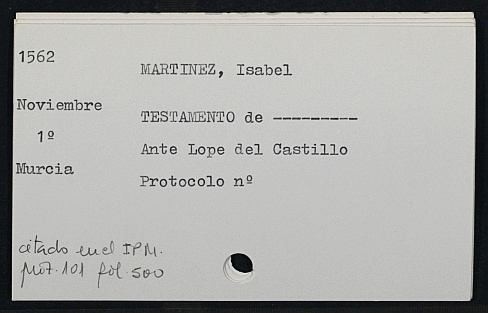 1562
MARTINEZ, Isabel
Noviembre
TESTAMENTO de ---------
1º
Ante Lope del Castillo
Murcia
Protocolo nº
citado en el IPM.
prot. 101 fol. 500